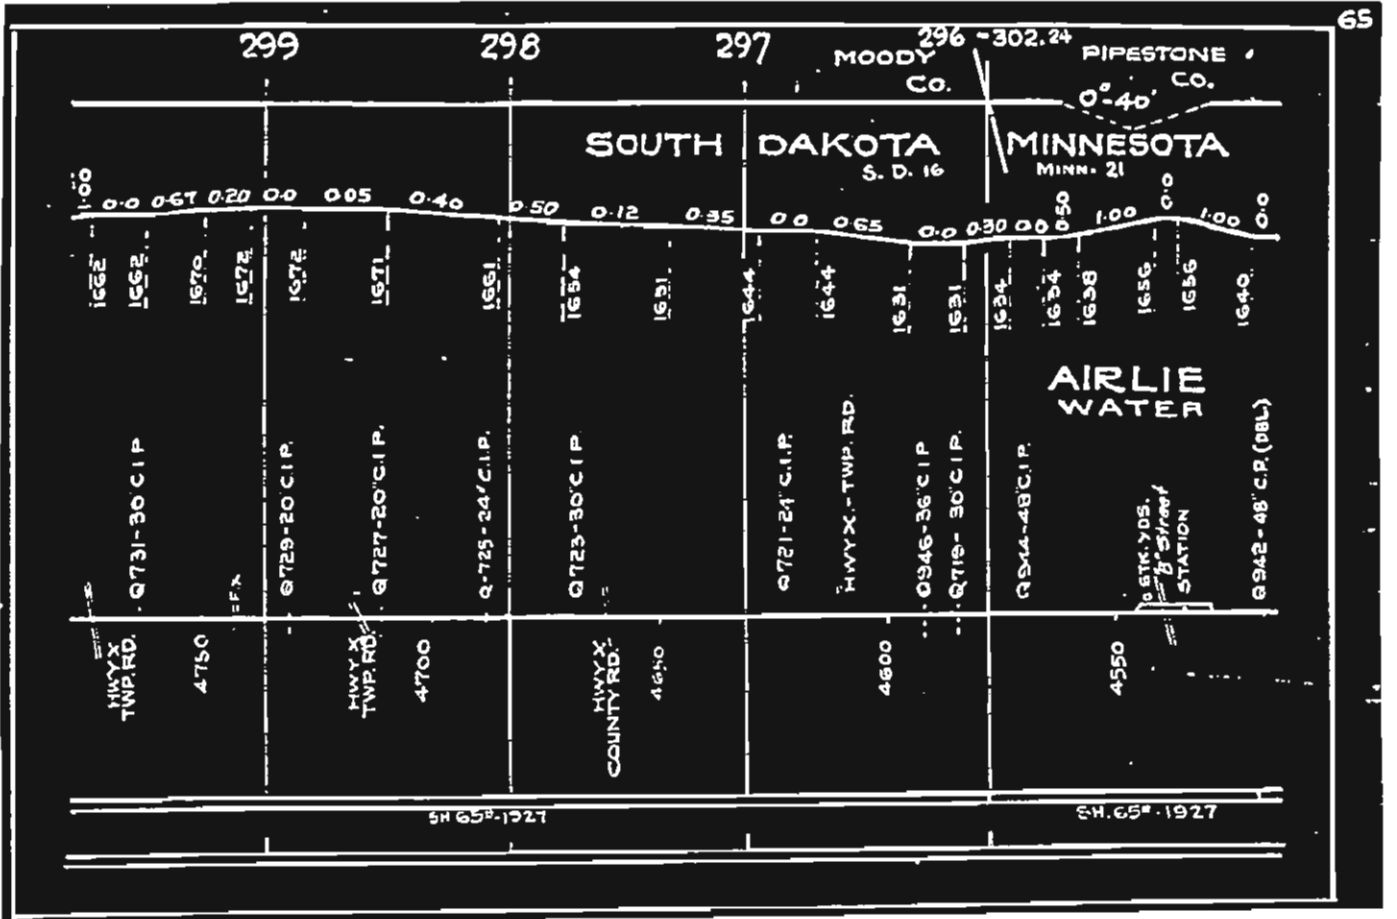 65
299
298
297
296 - 302.24
MOODY
CO.
PIPESTONE
CO.
0°-40'
SOUTH DAKOTA
S. D. 16
MINNESOTA
MINN. 21
1.00 0.0 0.67 0.20 0.0 0.05 0.40 0.50 0.12 0.35 0.0 0.65 0.0 0.30 0.0 0.50 1.00 0.0 1.00 0.0
1662
1662
1670
1672
1672
1671
1661
1654
1644
1644
1631
1631
1634
1634
1638
1656
1656
1640
AIRLIE
WATER
Q731-30"C I P
Q729-20"C.I P.
Q727-20"C.I P.
Q-725-24"C.I.P.
Q723-30"C I P
Q721-24"C.I.P.
HWY X.-TWP. RD.
Q946-36"C I P
Q719- 30"C I P.
Q944-48"C.I P.
STK. YDS.
"B" Street
STATION
Q942-48" C.P. (DBL)
F.X
HWY X
TWP. RD.
4750
HWY X
TWP. RD.
4700
HWY X
COUNTY RD.
4650
4600
4550
SH 65ᴰ-1927
SH. 65ᴱ-1927